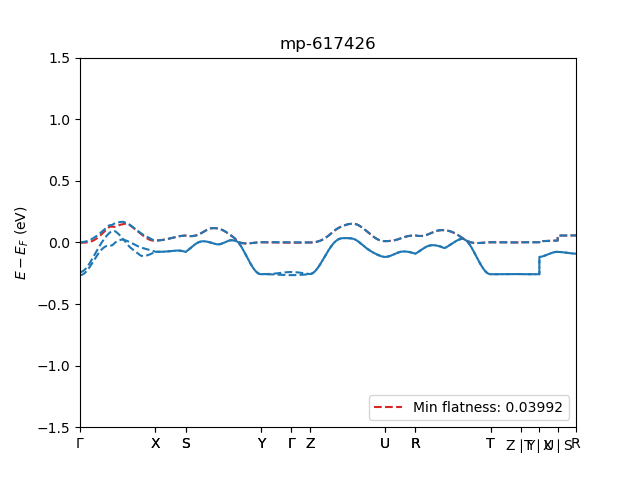 mp-617426
E − E_F (eV)
1.5
1.0
0.5
0.0
−0.5
−1.0
−1.5
Min flatness: 0.03992
Γ X S Y Γ Z U R T Z|T Y|X U|S R